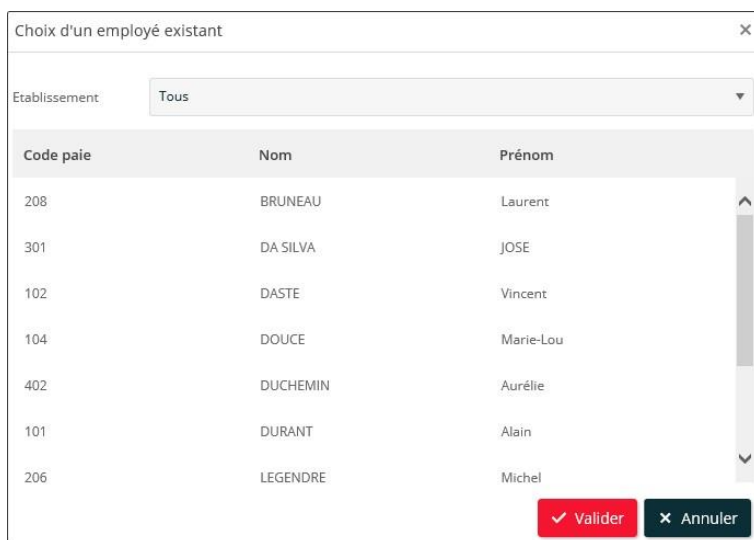 Choix d'un employé existant
Etablissement Tous
Code paie Nom Prénom
208 BRUNEAU Laurent
301 DA SILVA JOSE
102 DASTE Vincent
104 DOUCE Marie-Lou
402 DUCHEMIN Aurélie
101 DURANT Alain
206 LEGENDRE Michel
Valider Annuler